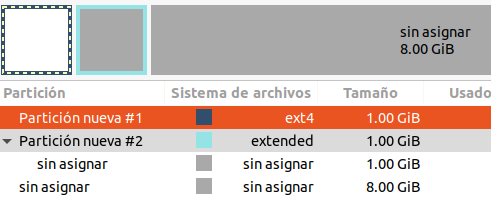 sin asignar
8.00 GiB
Partición Sistema de archivos Tamaño Usado
Partición nueva #1 ext4 1.00 GiB
Partición nueva #2 extended 1.00 GiB
sin asignar sin asignar 1.00 GiB
sin asignar sin asignar 8.00 GiB